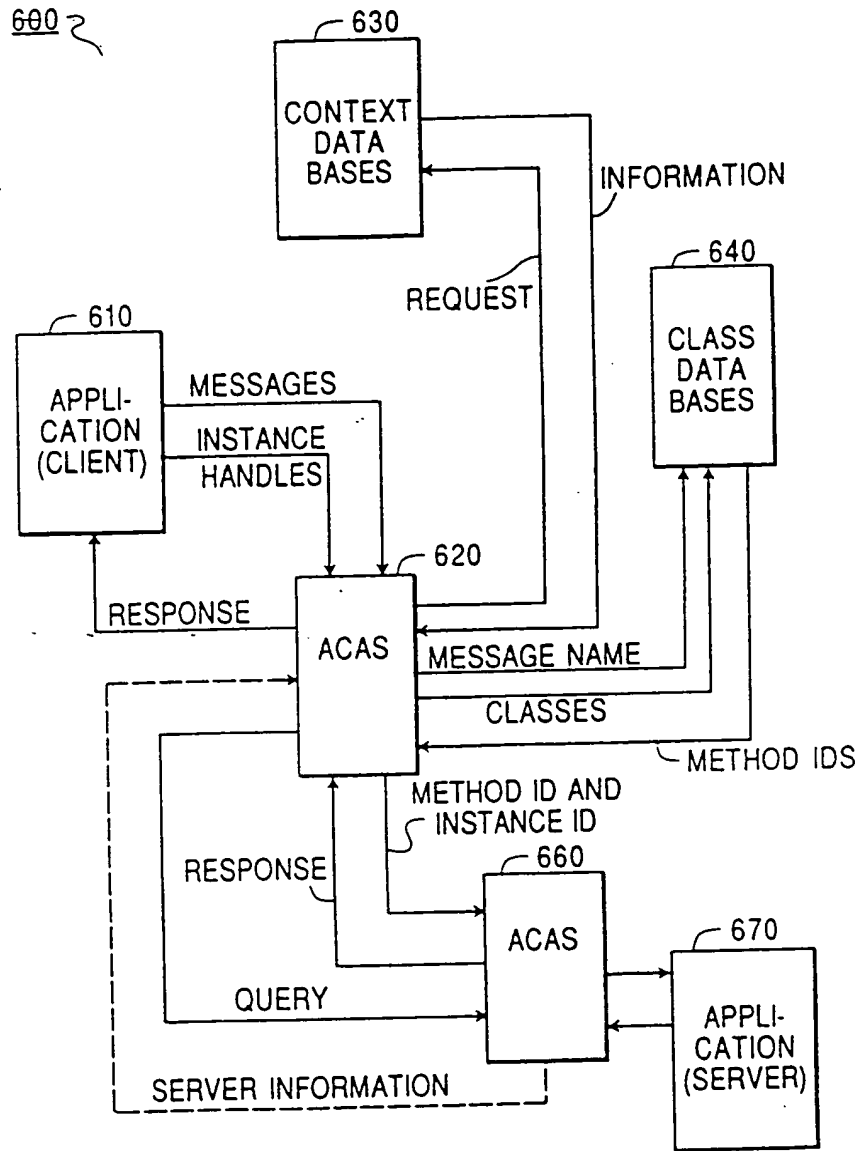 600
630
CONTEXT
DATA
BASES
INFORMATION
REQUEST
640
CLASS
DATA
BASES
610
APPLI-
CATION
(CLIENT)
MESSAGES
INSTANCE
HANDLES
RESPONSE
620
ACAS
MESSAGE NAME
CLASSES
METHOD IDS
METHOD ID AND
INSTANCE ID
RESPONSE
660
ACAS
QUERY
670
APPLI-
CATION
(SERVER)
SERVER INFORMATION